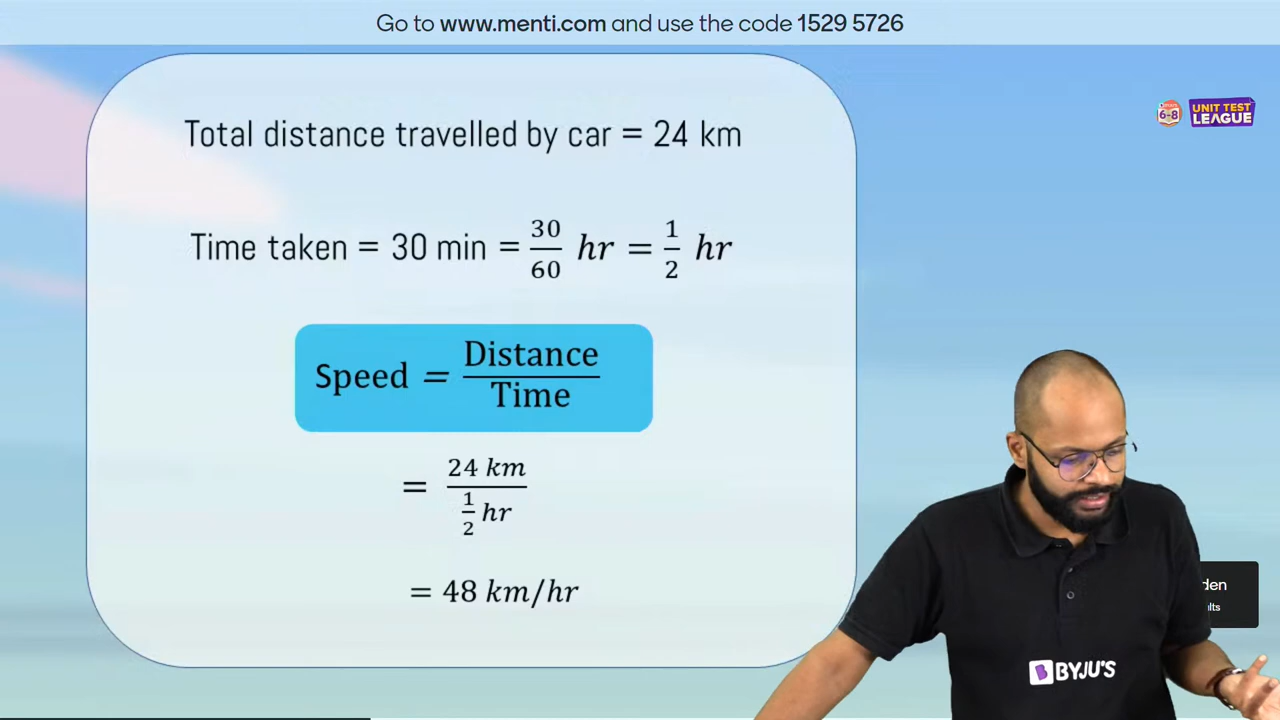 Go to www.menti.com and use the code 1529 5726
UNIT TEST
LEAGUE
6-8
Total distance travelled by car = 24 km
Time taken = 30 min = 30/60 hr = 1/2 hr
Speed = Distance/Time
= 24 km / 1/2 hr
= 48 km/hr
BYJU'S